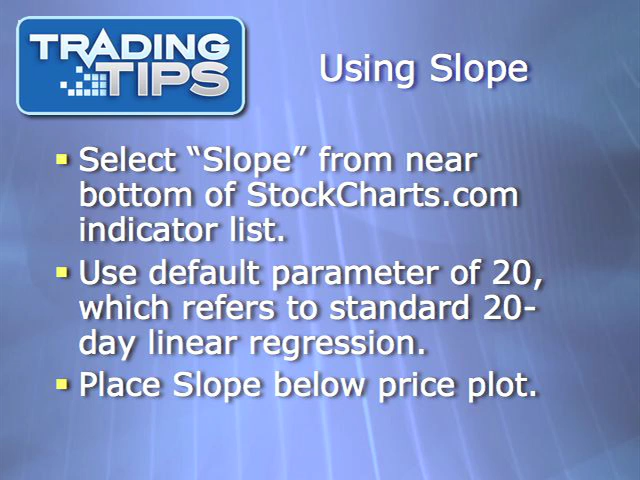 TRADING
TIPS
Using Slope
Select “Slope” from near
bottom of StockCharts.com
indicator list.
Use default parameter of 20,
which refers to standard 20-
day linear regression.
Place Slope below price plot.